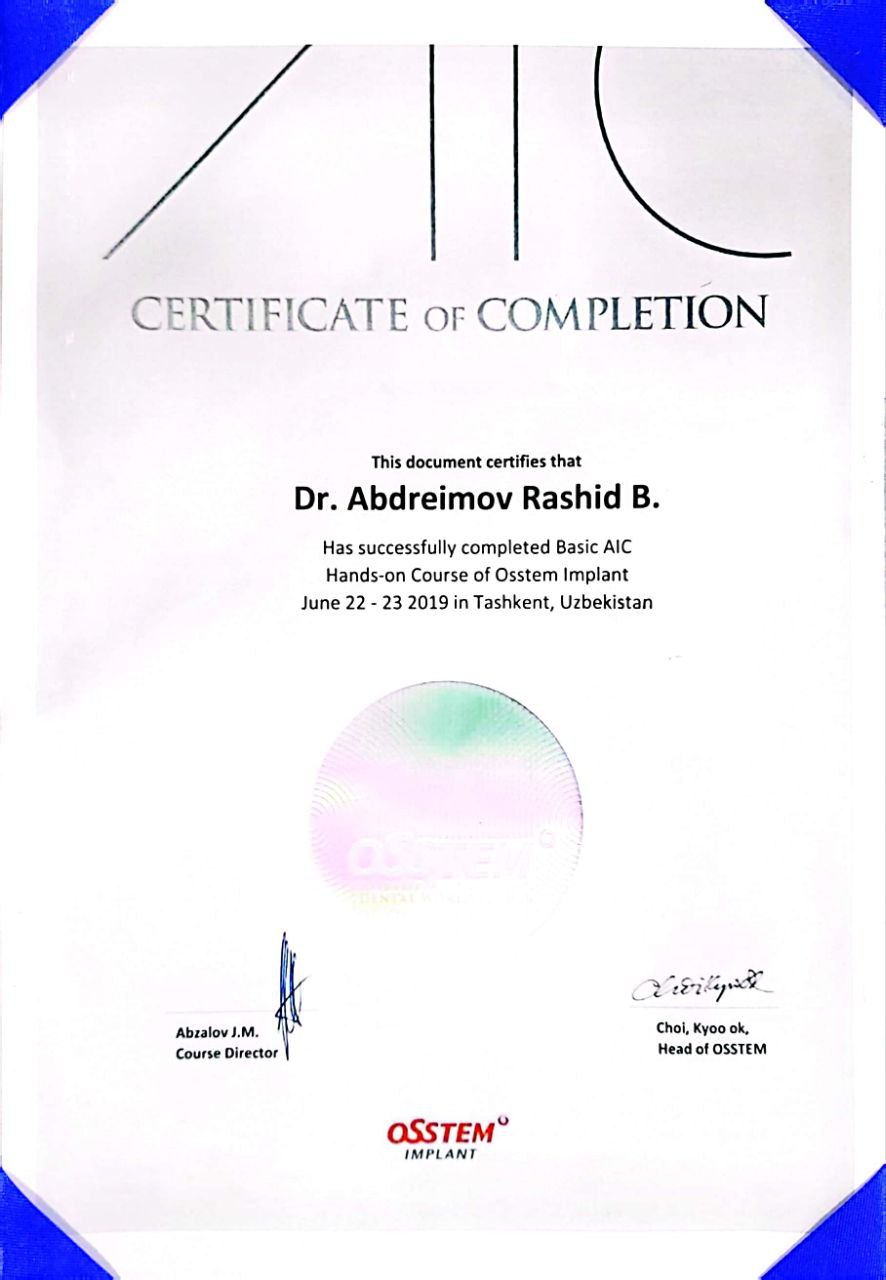 AIC
CERTIFICATE OF COMPLETION
This document certifies that
Dr. Abdreimov Rashid B.
Has successfully completed Basic AIC
Hands-on Course of Osstem Implant
June 22 - 23 2019 in Tashkent, Uzbekistan
OSSTEM
DENTAL
Abzalov J.M.
Course Director
Choi, Kyoo ok,
Head of OSSTEM
OSSTEM
IMPLANT